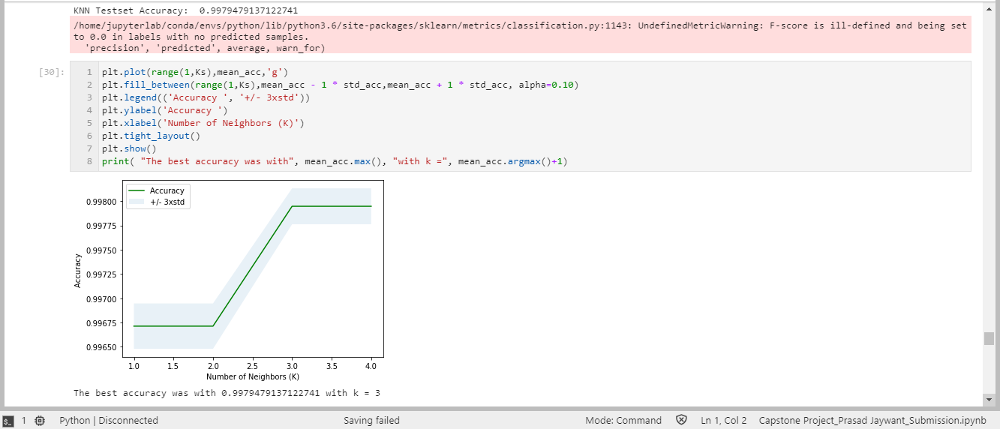 KNN Testset Accuracy:  0.9979479137122741
/home/jupyterlab/conda/envs/python/lib/python3.6/site-packages/sklearn/metrics/classification.py:1143: UndefinedMetricWarning: F-score is ill-defined and being set
to 0.0 in labels with no predicted samples.
  'precision', 'predicted', average, warn_for)
[30]:
1 plt.plot(range(1,Ks),mean_acc,'g')
2 plt.fill_between(range(1,Ks),mean_acc - 1 * std_acc,mean_acc + 1 * std_acc, alpha=0.10)
3 plt.legend(('Accuracy ', '+/- 3xstd'))
4 plt.ylabel('Accuracy ')
5 plt.xlabel('Number of Neighbors (K)')
6 plt.tight_layout()
7 plt.show()
8 print( "The best accuracy was with", mean_acc.max(), "with k =", mean_acc.argmax()+1)
Accuracy
+/- 3xstd
0.99800
0.99775
0.99750
0.99725
0.99700
0.99675
0.99650
Accuracy
1.0 1.5 2.0 2.5 3.0 3.5 4.0
Number of Neighbors (K)
The best accuracy was with 0.9979479137122741 with k = 3
$_ 1 Python | Disconnected Saving failed Mode: Command Ln 1, Col 2 Capstone Project_Prasad Jaywant_Submission.ipynb